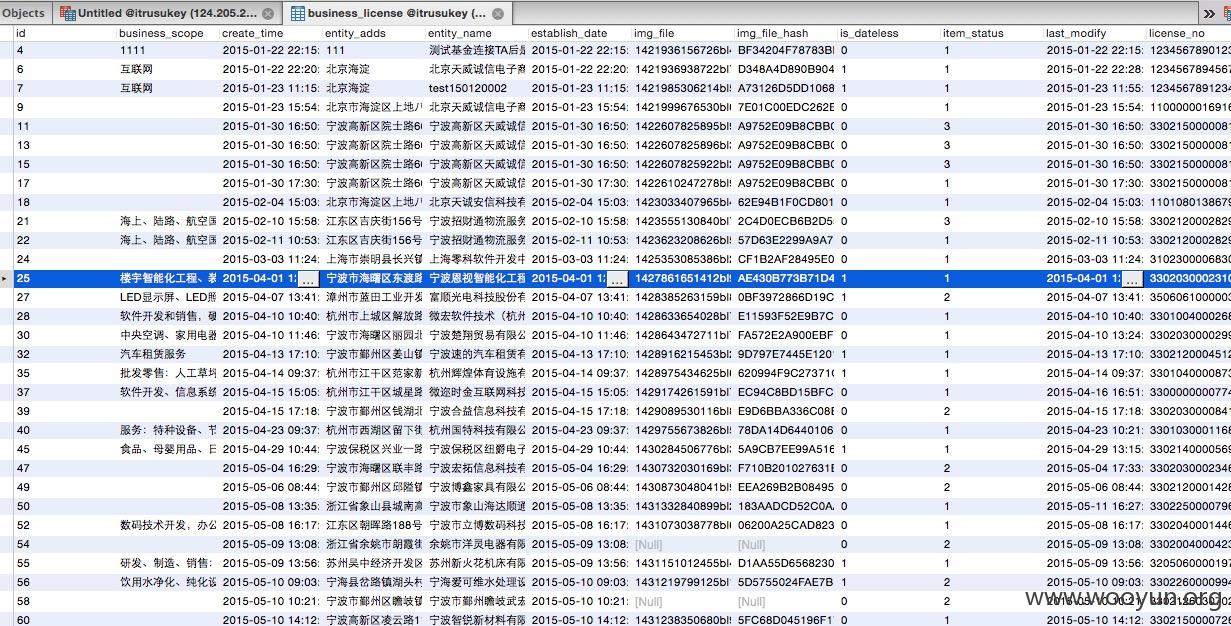 Objects Untitled @itrusukey (124.205.2... business_license @itrusukey (...
id business_scope create_time entity_adds entity_name establish_date img_file img_file_hash is_dateless item_status last_modify license_no
4 1111 2015-01-22 22:15: 111 测试基金连接TA后是 2015-01-22 22:15: 1421936156726bl BF34204F78783B 0 1 2015-01-22 22:15: 1234567890123
6 互联网 2015-01-22 22:20: 北京海淀 北京天威诚信电子商 2015-01-22 22:20: 1421936938722bl D348A4D890B904 1 1 2015-01-22 22:28: 1234567894567
7 互联网 2015-01-23 11:15: 北京海淀 test150120002 2015-01-23 11:15: 1421985306214bl A73126D5DD1068 1 1 2015-01-23 11:55: 1234567891234
9 2015-01-23 15:54: 北京市海淀区上地八 北京天威诚信电子商 2015-01-23 15:54: 1421999676530bl 7E01C00EDC262E 0 1 2015-01-23 15:54: 1100000016916
11 2015-01-30 16:50: 宁波高新区院士路6 宁波高新区天威诚信 2015-01-30 16:50: 1422607825895bl A9752E09B8CBB 0 3 2015-01-30 16:50: 330215000081
13 2015-01-30 16:50: 宁波高新区院士路6 宁波高新区天威诚信 2015-01-30 16:50: 1422607825896bl A9752E09B8CBB 0 3 2015-01-30 16:50: 330215000081
15 2015-01-30 16:50: 宁波高新区院士路6 宁波高新区天威诚信 2015-01-30 16:50: 1422607825922bl A9752E09B8CBB 0 3 2015-01-30 16:50: 330215000081
17 2015-01-30 17:30: 宁波高新区院士路6 宁波高新区天威诚信 2015-01-30 17:30: 1422610247278bl A9752E09B8CBB 0 1 2015-01-30 17:30: 330215000081
18 2015-02-04 15:03: 北京市海淀区上地八 北京天诚安信科技有 2015-02-04 15:03: 1423033407965bl 62E94B1F0CD801 0 1 2015-02-04 15:03: 1101080138679
21 海上、陆路、航空国 2015-02-10 15:58: 江东区吉庆街156号 宁波招财通物流服务 2015-02-10 15:58: 1423555130840bl 2C4D0ECB6B2D5 0 3 2015-02-10 15:58: 3302120002829
22 海上、陆路、航空国 2015-02-11 10:53: 江东区吉庆街156号 宁波招财通物流服务 2015-02-11 10:53: 1423623208626bl 57D63E2299A9A7 0 1 2015-02-11 10:53: 3302120002829
24 2015-03-03 11:24: 上海市崇明县长兴镇 上海零科软件开发中 2015-03-03 11:24: 1425353085386bl CF1B2AF28495E0 0 1 2015-03-03 11:24: 3102300006830
25 楼宇智能化工程、装 2015-04-01 1 ... 宁波市海曙区东渡路 宁波恩视智能化工程 2015-04-01 1 ... 1427861651412bl AE430B773B71D4 1 1 2015-04-01 1 ... 3302030002310
27 LED显示屏、LED照 2015-04-07 13:41: 漳州市蓝田工业开发 富顺光电科技股份有 2015-04-07 13:41: 1428385263159bl 0BF3972866D19C 1 2 2015-04-07 13:41: 350606100003
28 软件开发和销售，硬 2015-04-10 10:40: 杭州市上城区解放路 微宏软件技术（杭州 2015-04-10 10:40: 1428633654028bl E11593F52E9B7C 0 1 2015-04-10 10:40: 3301004000268
30 中央空调、家用电器 2015-04-10 11:46: 宁波市海曙区丽园北 宁波楚翔贸易有限公 2015-04-10 11:46: 1428643472711bl FA572E2A900EBF 0 1 2015-04-10 13:24: 3302030000299
32 汽车租赁服务 2015-04-13 17:10: 宁波市鄞州区姜山镇 宁波速的汽车租赁有 2015-04-13 17:10: 1428916215453bl 9D797E7445E120 1 1 2015-04-13 17:10: 3302120004512
35 批发零售：人工草坪 2015-04-14 09:37: 杭州市江干区范家新 杭州辉煌体育设施有 2015-04-14 09:37: 1428975434625bl 620994F9C27371 1 1 2015-04-14 09:37: 3301040000873
37 软件开发、信息系统 2015-04-15 15:05: 杭州市江干区城星路 微巡时金互联网科技 2015-04-15 15:05: 1429174261591bl EC94C8BD15BFC 0 1 2015-04-16 16:51: 0000000000774
39 2015-04-15 17:18: 宁波市鄞州区钱湖北 宁波合益信息科技有 2015-04-15 17:18: 1429089530116bl E9D6BBA336C08E 0 2 2015-04-15 17:18: 3302030000841
40 服务：特种设备、节 2015-04-23 09:37: 杭州市西湖区留下街 杭州国特科技有限公 2015-04-23 09:37: 1429755673826bl 78DA14D6440106 0 1 2015-04-23 10:21: 3301030001168
45 食品、母婴用品、日 2015-04-29 10:44: 宁波保税区兴业一路 宁波保税区纽爵电子 2015-04-29 10:44: 1430284506776bl 5A9CB7EE99A516 1 1 2015-04-29 13:15: 3302140000569
47 2015-05-04 16:29: 宁波市海曙区联丰路 宁波宏拓信息科技有 2015-05-04 16:29: 1430732030169bl F710B201027631E 0 2 2015-05-04 17:33: 3302030002346
49 2015-05-06 08:44: 宁波市鄞州区邱隘镇 宁波博鑫家具有限公 2015-05-06 08:44: 1430873048041bl EEA269B2B08495 0 2 2015-05-06 08:44: 3302120001428
50 2015-05-08 13:35: 浙江省象山县城南高 宁波市象山海达顺通 2015-05-08 13:35: 1431332840899bl 183AADCD52C0A 0 1 2015-05-11 16:27: 3302250000796
52 数码技术开发，办公 2015-05-08 16:17: 江东区朝晖路188号 宁波市立博数码科技 2015-05-08 16:17: 1431073038778bl 06200A25CAD823 0 1 2015-05-08 16:17: 3302040001446
54 2015-05-09 13:08: 浙江省余姚市朗霞街 余姚市洋灵电器有限 2015-05-09 13:08: [Null] [Null] 0 2 2015-05-09 13:08: 3302004000423
55 研发、制造、销售： 2015-05-09 13:56: 苏州吴中经济开发区 苏州新火花机床有限 2015-05-09 13:56: 1431151012455bl D1AA55D6568230 1 1 2015-05-09 13:56: 3205060000197
56 饮用水净化、纯化设 2015-05-10 09:03: 宁海县岔路镇湖头村 宁海爱可维水处理设 2015-05-10 09:03: 1431219799125bl 5D5755024FAE7B 1 2 2015-05-10 09:03: 3302260000994
58 2015-05-10 10:21: 宁波市鄞州区瞻岐镇 宁波市鄞州瞻岐武宏 2015-05-10 10:21: [Null] [Null] 0 2
60 2015-05-10 14:12: 宁波高新区凌云路1 宁波智锐新材料有限 2015-05-10 14:12: 1431238350680bl 5FC68D045196F1 0 1 2015-05-10 14:12: 3302150000726
www.wooyun.org